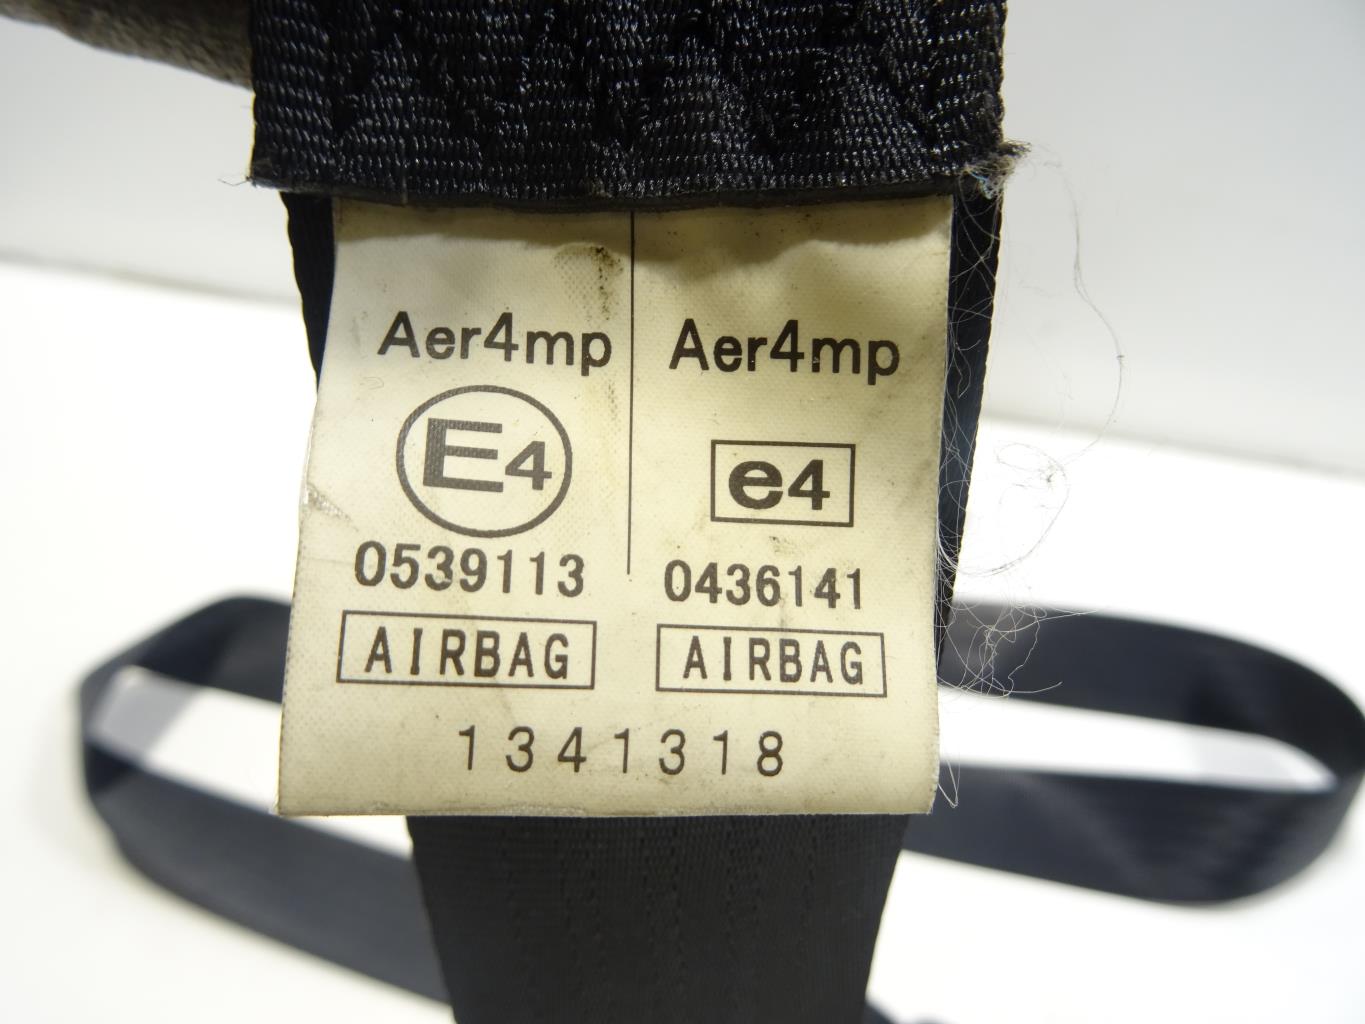 Aer4mp
E4
0539113
AIRBAG
Aer4mp
e4
0436141
AIRBAG
1341318